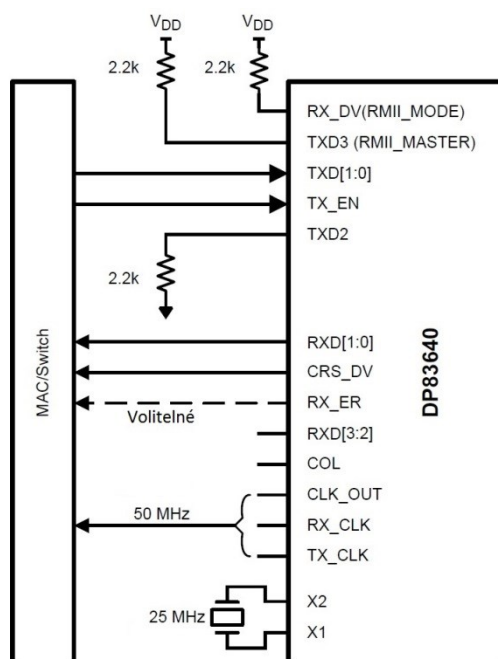 VDD VDD
2.2k 2.2k
RX_DV(RMII_MODE)
TXD3 (RMII_MASTER)
TXD[1:0]
TX_EN
TXD2
2.2k
MAC/Switch
DP83640
RXD[1:0]
CRS_DV
RX_ER
Volitelné
RXD[3:2]
COL
CLK_OUT
50 MHz
RX_CLK
TX_CLK
X2
25 MHz
X1